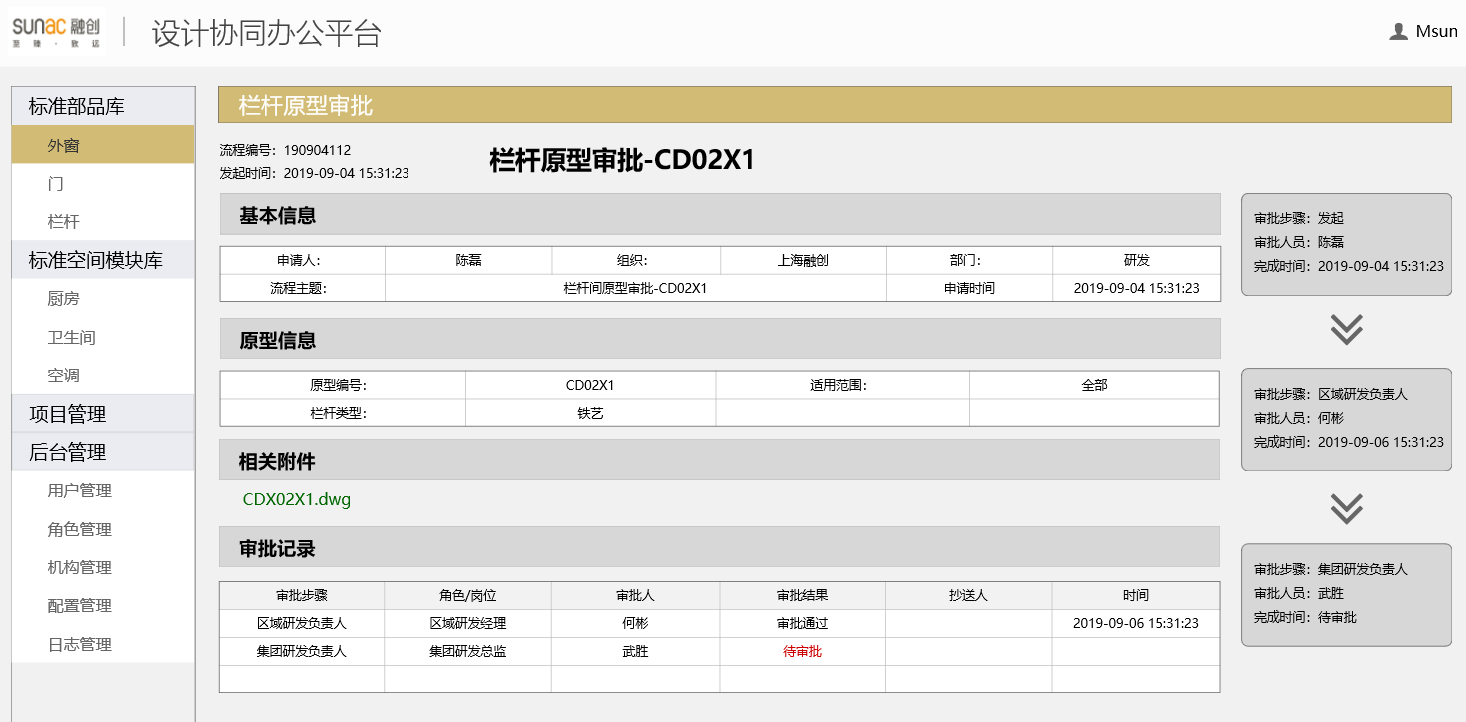 sunac 融创
至臻·致远
设计协同办公平台
Msun
标准部品库
外窗
门
栏杆
标准空间模块库
厨房
卫生间
空调
项目管理
后台管理
用户管理
角色管理
机构管理
配置管理
日志管理
栏杆原型审批
流程编号：190904112
发起时间：2019-09-04 15:31:23
栏杆原型审批-CD02X1
基本信息
申请人： 陈磊 组织： 上海融创 部门： 研发
流程主题： 栏杆间原型审批-CD02X1 申请时间 2019-09-04 15:31:23
原型信息
原型编号： CD02X1 适用范围： 全部
栏杆类型： 铁艺
相关附件
CDX02X1.dwg
审批记录
审批步骤 角色/岗位 审批人 审批结果 抄送人 时间
区域研发负责人 区域研发经理 何彬 审批通过 2019-09-06 15:31:23
集团研发负责人 集团研发总监 武胜 待审批
审批步骤：发起
审批人员：陈磊
完成时间：2019-09-04 15:31:23
审批步骤：区域研发负责人
审批人员：何彬
完成时间：2019-09-06 15:31:23
审批步骤：集团研发负责人
审批人员：武胜
完成时间：待审批